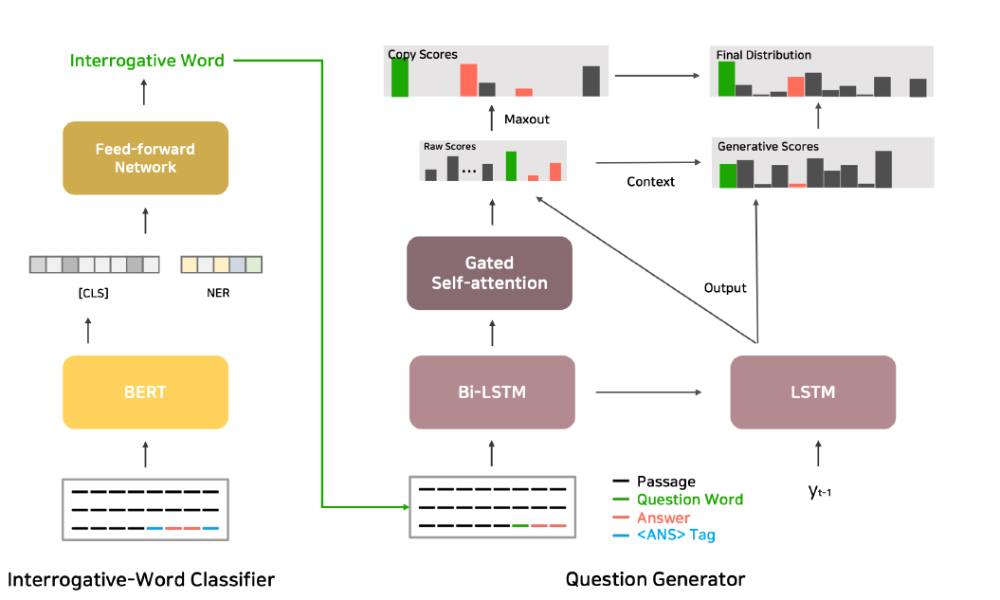 Interrogative Word
Feed-forward
Network
[CLS]
NER
BERT
Interrogative-Word Classifier
Copy Scores
Maxout
Raw Scores
...
Context
Gated
Self-attention
Bi-LSTM
Final Distribution
Generative Scores
Output
LSTM
yt-1
Passage
Question Word
Answer
<ANS> Tag
Question Generator